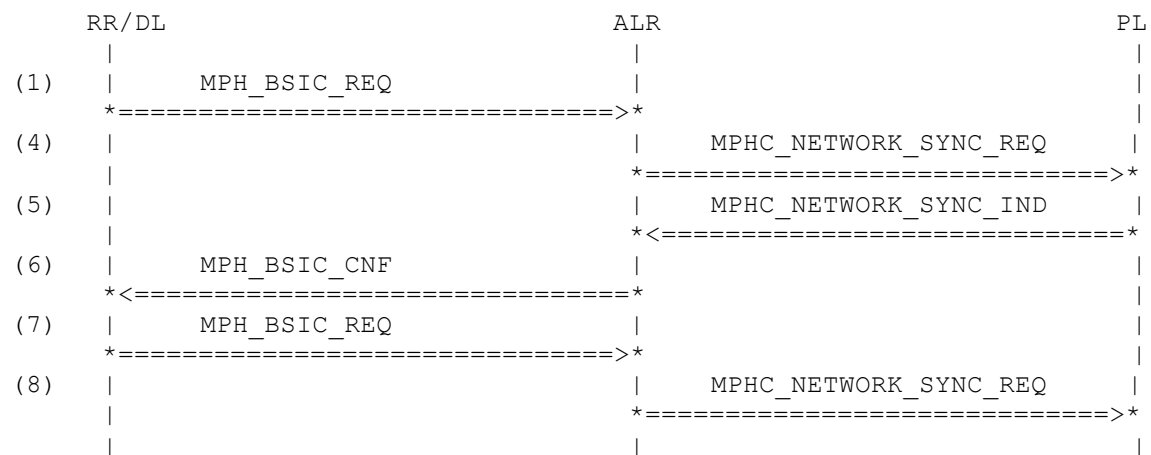 RR/DL ALR PL
(1) MPH_BSIC_REQ
(4) MPHC_NETWORK_SYNC_REQ
(5) MPHC_NETWORK_SYNC_IND
(6) MPH_BSIC_CNF
(7) MPH_BSIC_REQ
(8) MPHC_NETWORK_SYNC_REQ